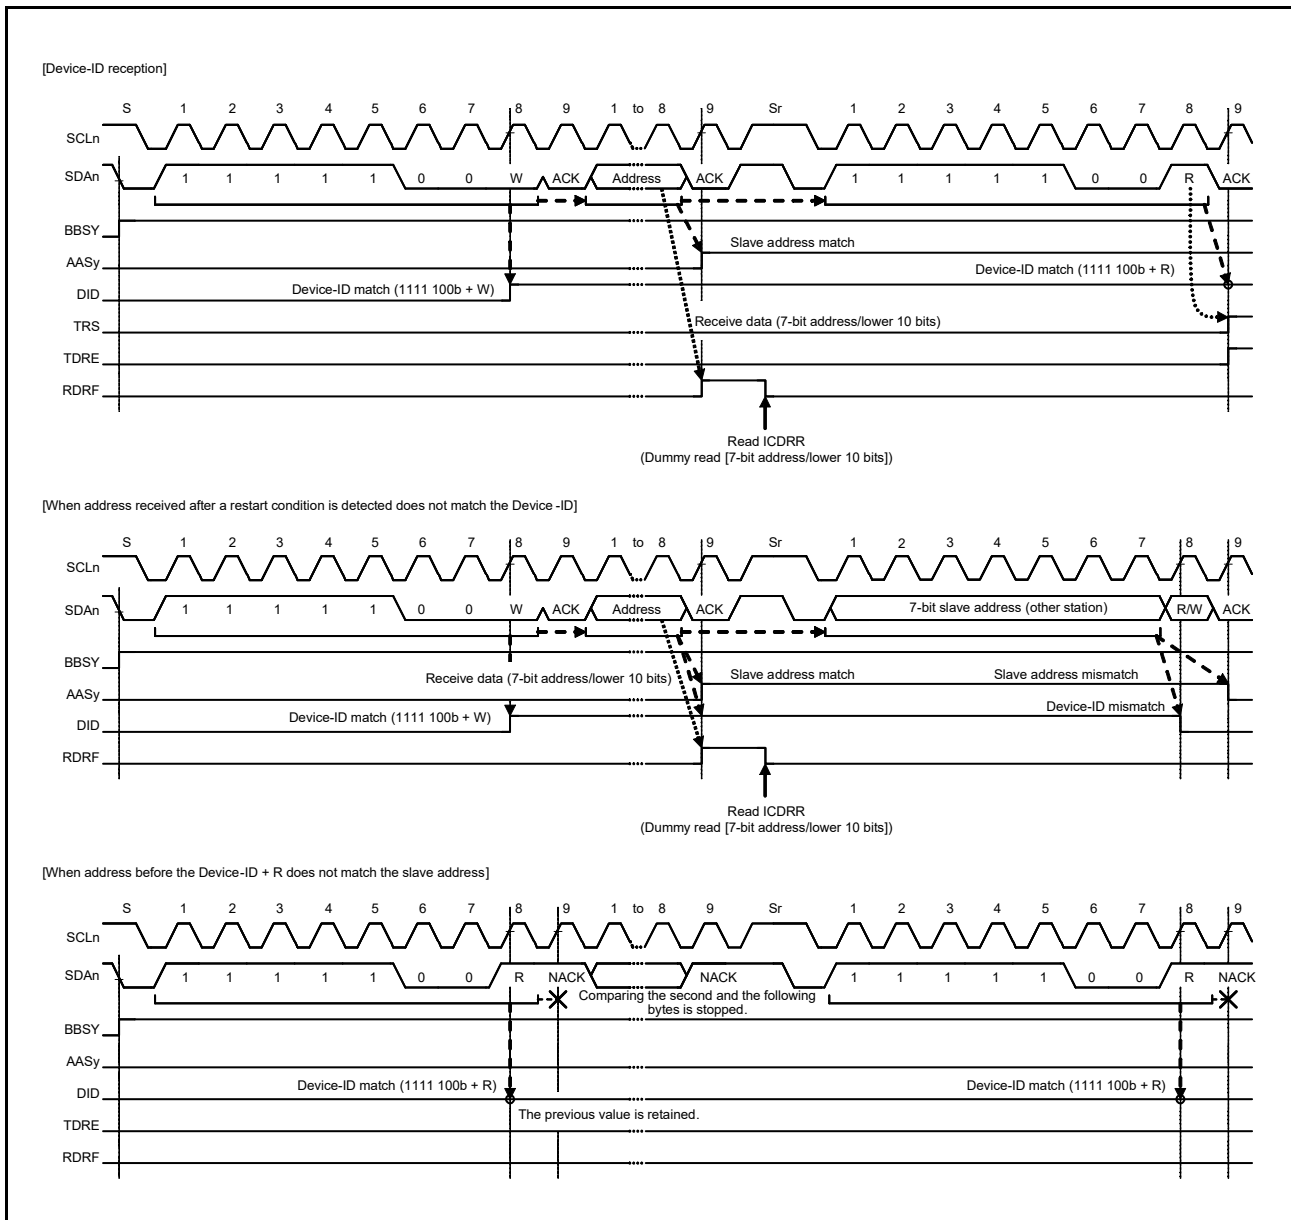 [Device-ID reception]
S 1 2 3 4 5 6 7 8 9 1 to 8 9 Sr 1 2 3 4 5 6 7 8 9
SCLn
SDAn 1 1 1 1 1 0 0 W ACK Address ACK 1 1 1 1 1 0 0 R ACK
BBSY
Slave address match
AASy
Device-ID match (1111 100b + R)
DID Device-ID match (1111 100b + W)
TRS Receive data (7-bit address/lower 10 bits)
TDRE
RDRF
Read ICDRR
(Dummy read [7-bit address/lower 10 bits])
[When address received after a restart condition is detected does not match the Device-ID]
S 1 2 3 4 5 6 7 8 9 1 to 8 9 Sr 1 2 3 4 5 6 7 8 9
SCLn
SDAn 1 1 1 1 1 0 0 W ACK Address ACK 7-bit slave address (other station) R/W ACK
BBSY
Receive data (7-bit address/lower 10 bits) Slave address match Slave address mismatch
AASy
Device-ID mismatch
DID Device-ID match (1111 100b + W)
RDRF
Read ICDRR
(Dummy read [7-bit address/lower 10 bits])
[When address before the Device-ID + R does not match the slave address]
S 1 2 3 4 5 6 7 8 9 1 to 8 9 Sr 1 2 3 4 5 6 7 8 9
SCLn
SDAn 1 1 1 1 1 0 0 R NACK NACK 1 1 1 1 1 0 0 R NACK
Comparing the second and the following
bytes is stopped.
BBSY
AASy
Device-ID match (1111 100b + R) Device-ID match (1111 100b + R)
DID
The previous value is retained.
TDRE
RDRF